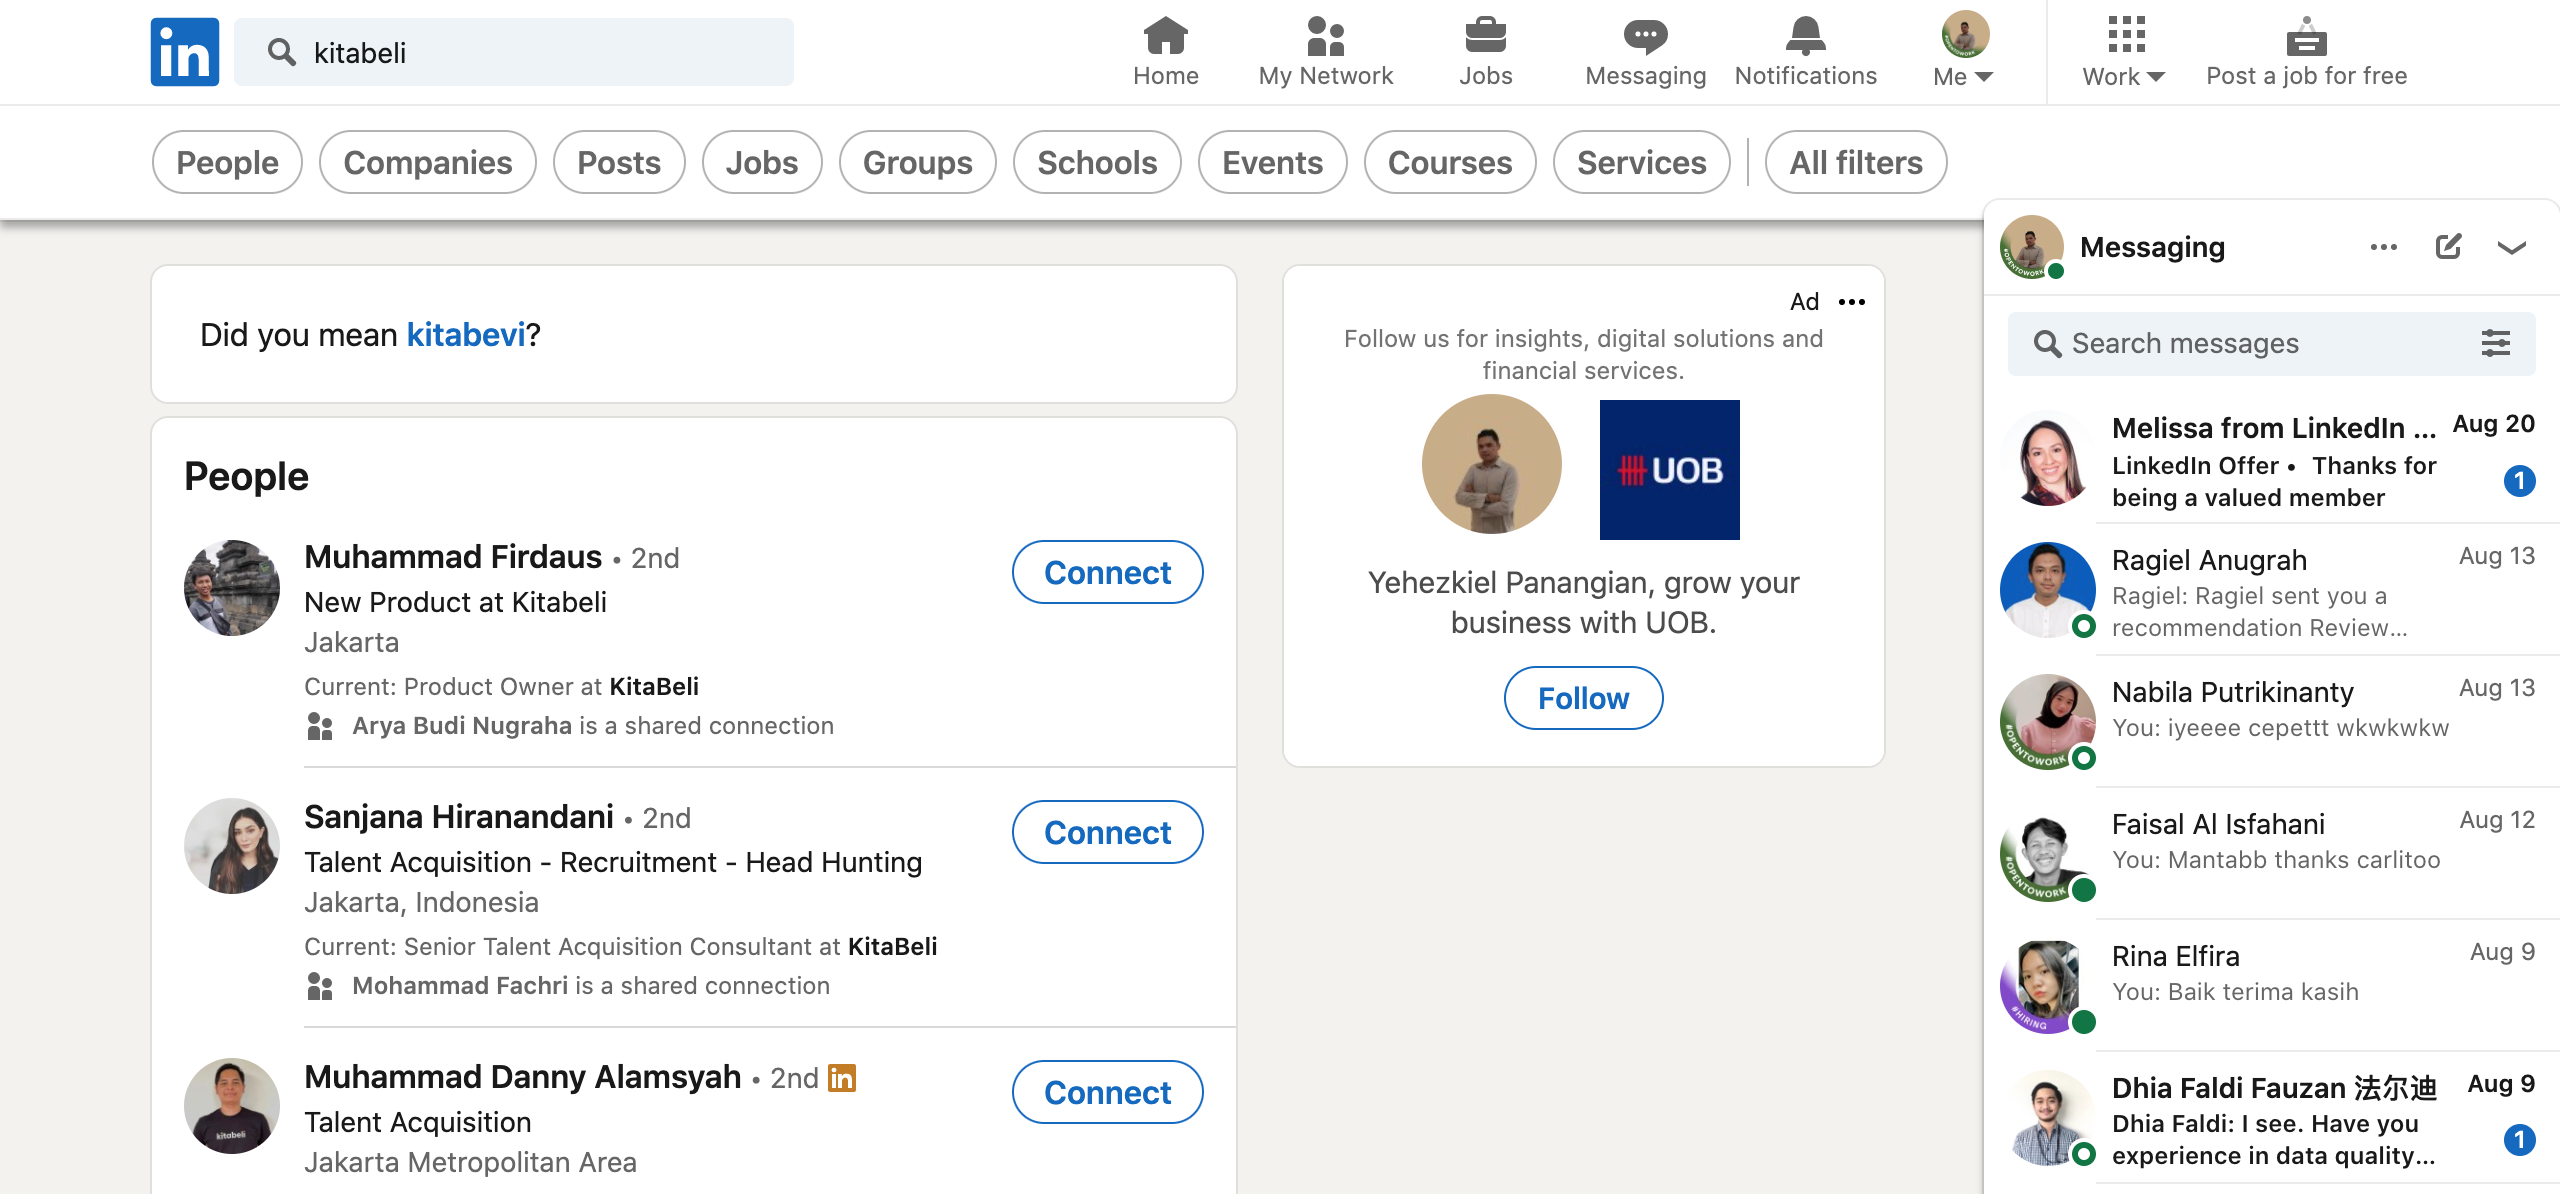 in
kitabeli
Home
My Network
Jobs
Messaging
Notifications
Me
Work
Post a job for free
People
Companies
Posts
Jobs
Groups
Schools
Events
Courses
Services
All filters
Did you mean kitabevi?
People
Muhammad Firdaus • 2nd
Connect
New Product at Kitabeli
Jakarta
Current: Product Owner at KitaBeli
Arya Budi Nugraha is a shared connection
Sanjana Hiranandani • 2nd
Connect
Talent Acquisition - Recruitment - Head Hunting
Jakarta, Indonesia
Current: Senior Talent Acquisition Consultant at KitaBeli
Mohammad Fachri is a shared connection
kitabeli
Muhammad Danny Alamsyah • 2nd in
Connect
Talent Acquisition
Jakarta Metropolitan Area
Ad
Follow us for insights, digital solutions and
financial services.
UOB
Yehezkiel Panangian, grow your
business with UOB.
Follow
#OPENTOWORK
Messaging
Search messages
Melissa from LinkedIn ...
Aug 20
LinkedIn Offer • Thanks for
being a valued member
1
Ragiel Anugrah
Aug 13
Ragiel: Ragiel sent you a
recommendation Review...
#OPENTOWORK
Nabila Putrikinanty
Aug 13
You: iyeeee cepettt wkwkwkw
#OPENTOWORK
Faisal Al Isfahani
Aug 12
You: Mantabb thanks carlitoo
#HIRING
Rina Elfira
Aug 9
You: Baik terima kasih
Dhia Faldi Fauzan 法尔迪
Aug 9
Dhia Faldi: I see. Have you
experience in data quality...
1